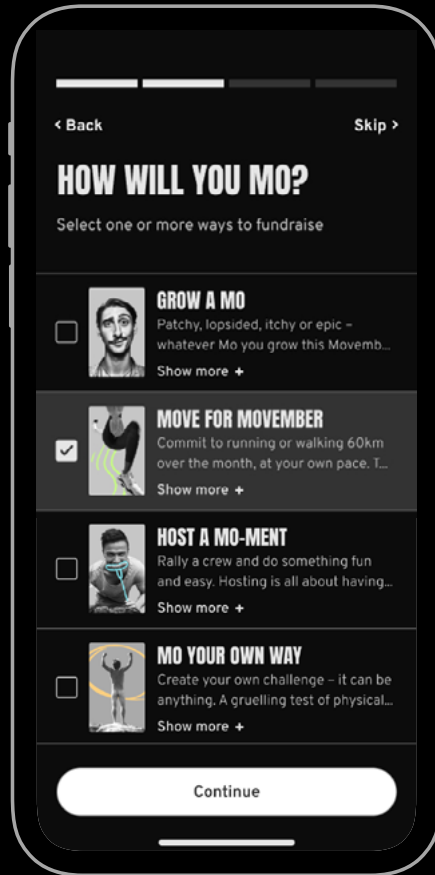 < Back
Skip >
HOW WILL YOU MO?
Select one or more ways to fundraise
GROW A MO
Patchy, lopsided, itchy or epic –
whatever Mo you grow this Movemb...
Show more +
MOVE FOR MOVEMBER
Commit to running or walking 60km
over the month, at your own pace. T...
Show more +
HOST A MO-MENT
Rally a crew and do something fun
and easy. Hosting is all about having...
Show more +
MO YOUR OWN WAY
Create your own challenge – it can be
anything. A gruelling test of physical...
Show more +
Continue